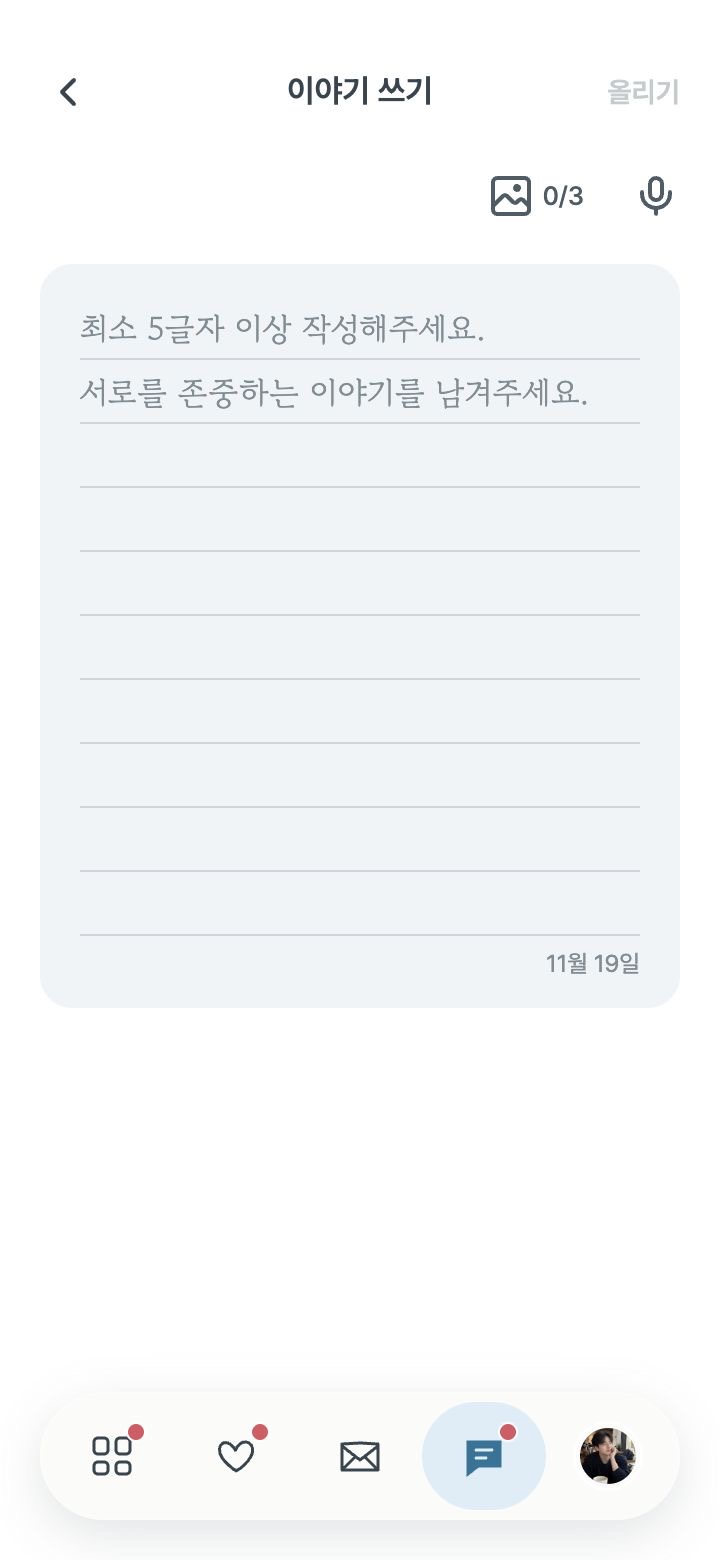 이야기 쓰기
올리기
0/3
최소 5글자 이상 작성해주세요.
서로를 존중하는 이야기를 남겨주세요.
11월 19일